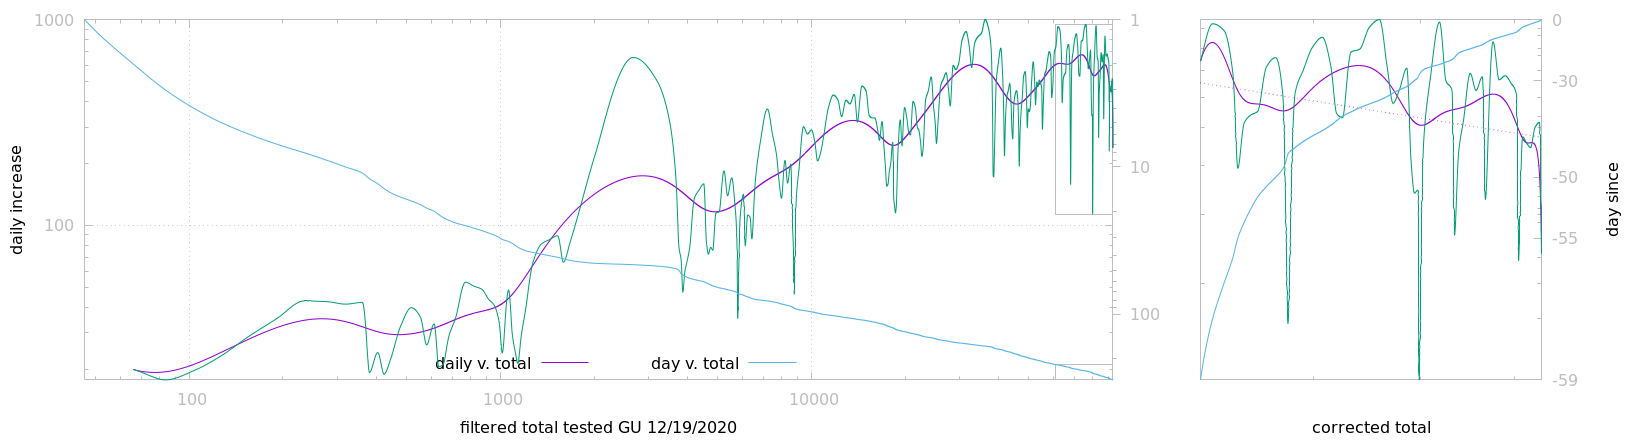 1000
100
daily increase
100
1000
10000
filtered total tested GU 12/19/2020
daily v. total
day v. total
1
10
100
0
-30
-50
-55
-59
day since
corrected total